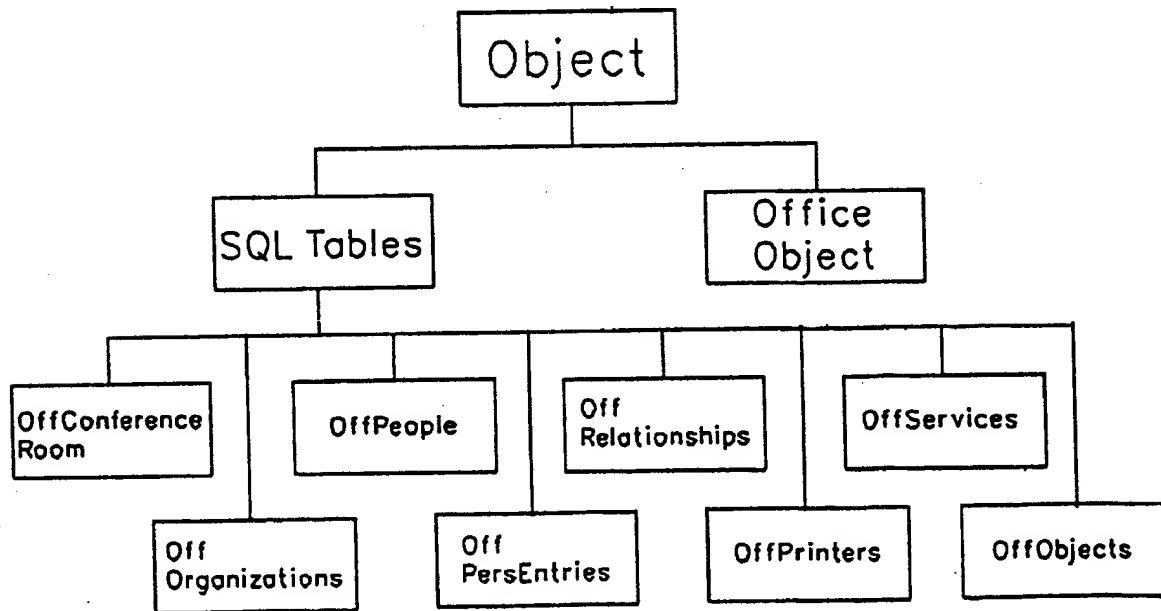 Object
SQL Tables
Office
Object
OffConference
Room
OffPeople
Off
Relationships
OffServices
Off
Organizations
Off
PersEntries
OffPrinters
OffObjects